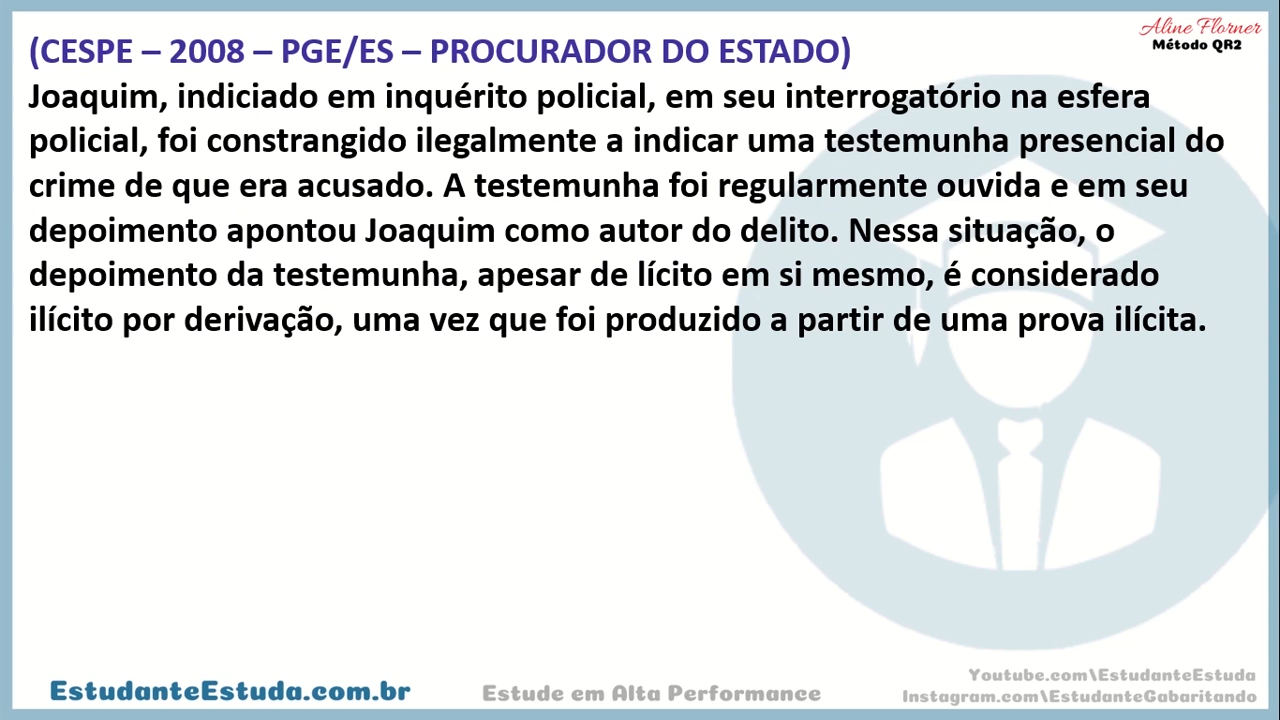 Aline Florner
Método QR2
(CESPE – 2008 – PGE/ES – PROCURADOR DO ESTADO)
Joaquim, indiciado em inquérito policial, em seu interrogatório na esfera
policial, foi constrangido ilegalmente a indicar uma testemunha presencial do
crime de que era acusado. A testemunha foi regularmente ouvida e em seu
depoimento apontou Joaquim como autor do delito. Nessa situação, o
depoimento da testemunha, apesar de lícito em si mesmo, é considerado
ilícito por derivação, uma vez que foi produzido a partir de uma prova ilícita.
EstudanteEstuda.com.br
Estude em Alta Performance
Youtube.com\EstudanteEstuda
Instagram.com\EstudanteGabaritando